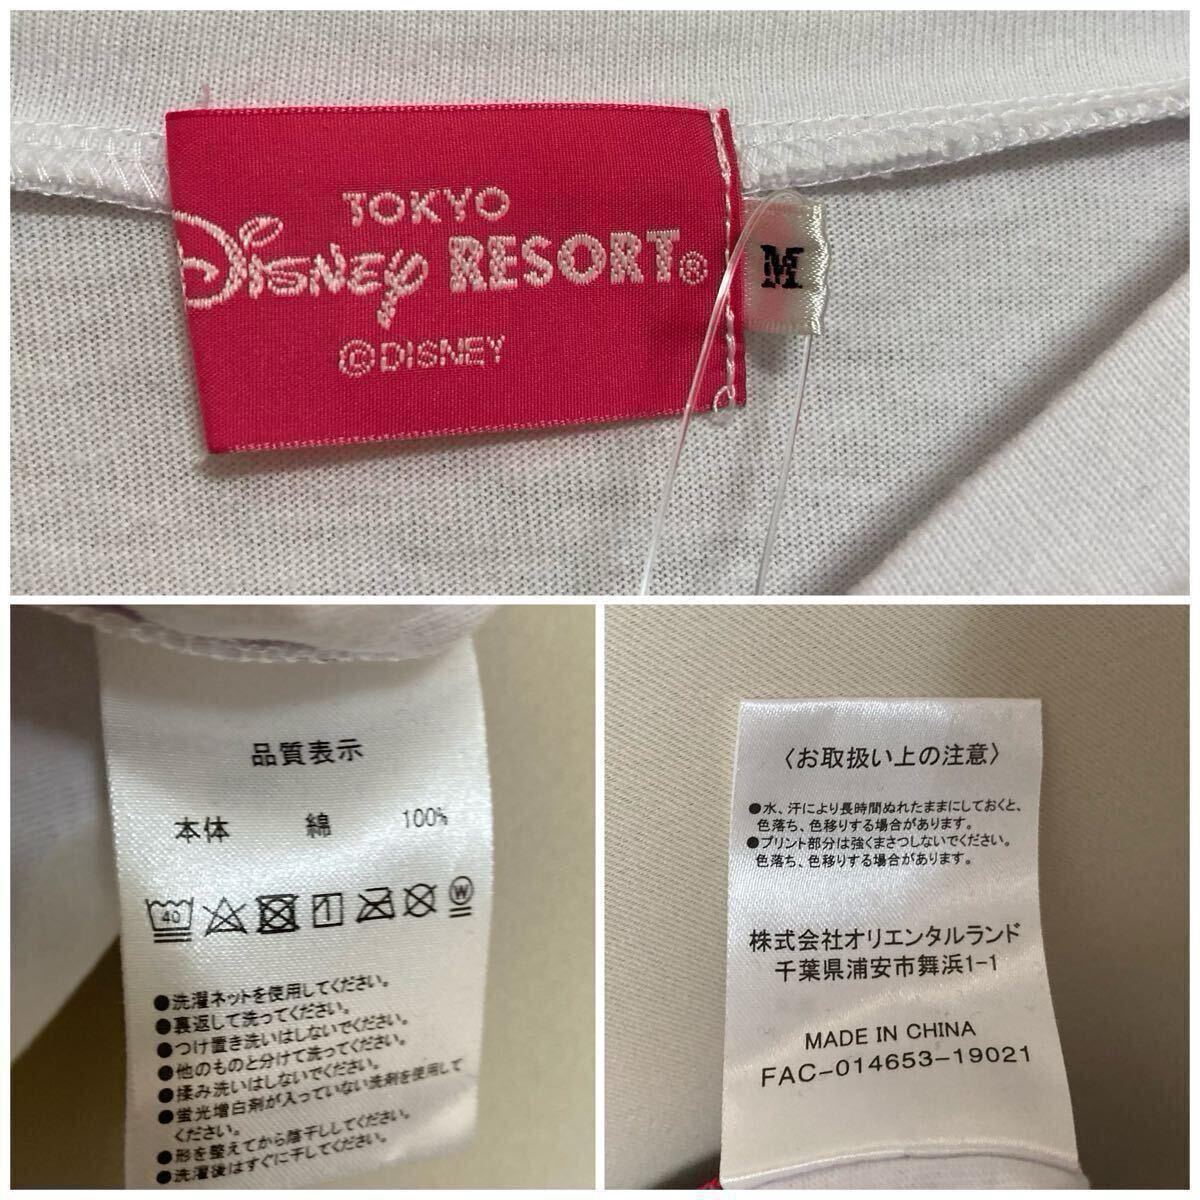 TOKYO
Disney RESORT®
©DISNEY
M
品質表示
本体 綿 100%
40 W
●洗濯ネットを使用してください。
●裏返して洗ってください。
●つけ置き洗いはしないでください。
●他のものと分けて洗ってください。
●揉み洗いはしないでください。
●蛍光増白剤が入っていない洗剤を使用して
ください。
●形を整えてから陰干ししてください。
●洗濯後はすぐに干してください。
〈お取扱い上の注意〉
●水、汗により長時間ぬれたままにしておくと、
色落ち、色移りする場合があります。
●プリント部分は強くまさつしないでください。
色落ち、色移りする場合があります。
株式会社オリエンタルランド
千葉県浦安市舞浜1-1
MADE IN CHINA
FAC-014653-19021